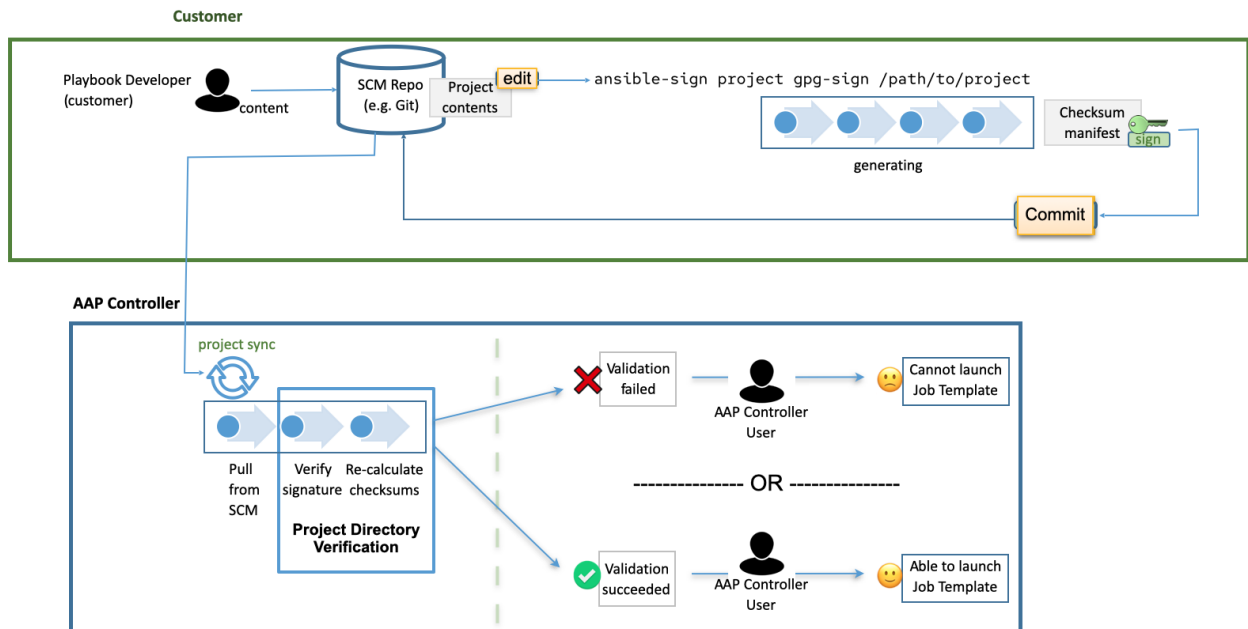 Customer
Playbook Developer
(customer)
content
SCM Repo
(e.g. Git)
Project
contents
edit
ansible-sign project gpg-sign /path/to/project
generating
Checksum
manifest
sign
Commit
AAP Controller
project sync
Pull
from
SCM
Verify
signature
Re-calculate
checksums
Project Directory
Verification
Validation
failed
AAP Controller
User
Cannot launch
Job Template
--------------- OR ---------------
Validation
succeeded
AAP Controller
User
Able to launch
Job Template